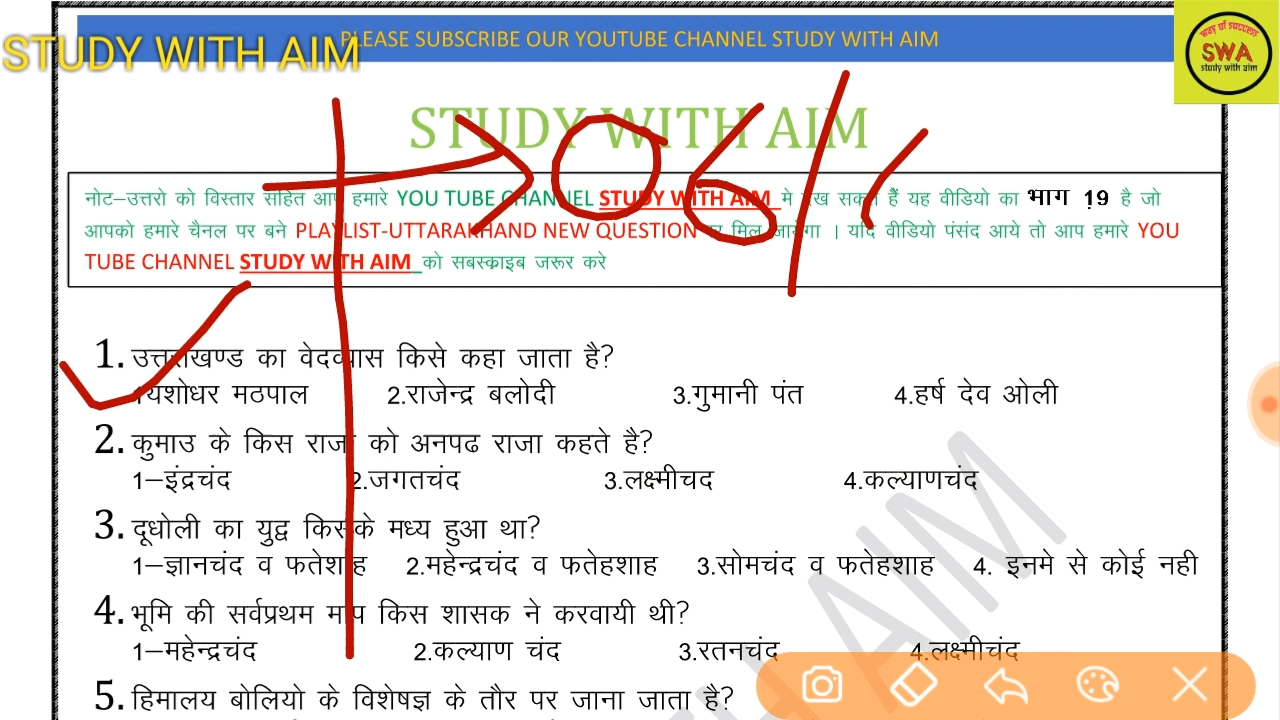 PLEASE SUBSCRIBE OUR YOUTUBE CHANNEL STUDY WITH AIM
STUDY WITH AIM
way of success
SWA
study with aim
STUDY WITH AIM
06/
नोट–उत्तरो को विस्तार सहित आप हमारे YOU TUBE CHANNEL STUDY WITH AIM मे देख सकते हैं यह वीडियो का भाग 19 है जो
आपको हमारे चैनल पर बने PLAYLIST-UTTARAKHAND NEW QUESTION पर मिल जायेगा । यदि वीडियो पंसंद आये तो आप हमारे YOU
TUBE CHANNEL STUDY WITH AIM को सबस्क्राइब जरूर करे
1. उत्तराखण्ड का वेदव्यास किसे कहा जाता है?
1यशोधर मठपाल 2.राजेन्द्र बलोदी 3.गुमानी पंत 4.हर्ष देव ओली
2. कुमाउ के किस राजा को अनपढ राजा कहते है?
1–इंद्रचंद 2.जगतचंद 3.लक्ष्मीचद 4.कल्याणचंद
3. दूधोली का युद्व किसके मध्य हुआ था?
1–ज्ञानचंद व फतेशाह 2.महेन्द्रचंद व फतेहशाह 3.सोमचंद व फतेहशाह 4. इनमे से कोई नही
4. भूमि की सर्वप्रथम माप किस शासक ने करवायी थी?
1–महेन्द्रचंद 2.कल्याण चंद 3.रतनचंद 4.लक्ष्मीचंद
5. हिमालय बोलियो के विशेषज्ञ के तौर पर जाना जाता है?